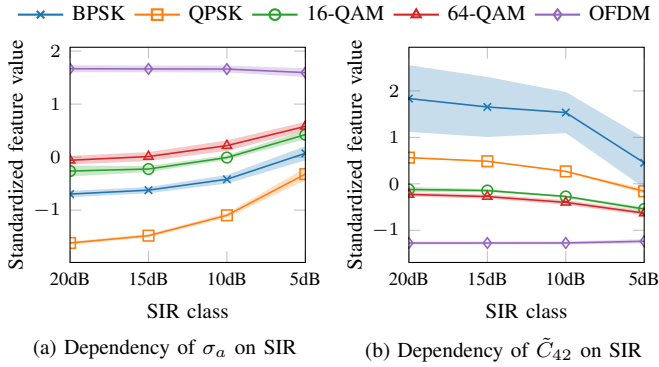 BPSK QPSK 16-QAM 64-QAM OFDM
Standardized feature value
2
1
0
−1
20dB 15dB 10dB 5dB
SIR class
(a) Dependency of σₐ on SIR
Standardized feature value
2
1
0
−1
20dB 15dB 10dB 5dB
SIR class
(b) Dependency of C̃₄₂ on SIR